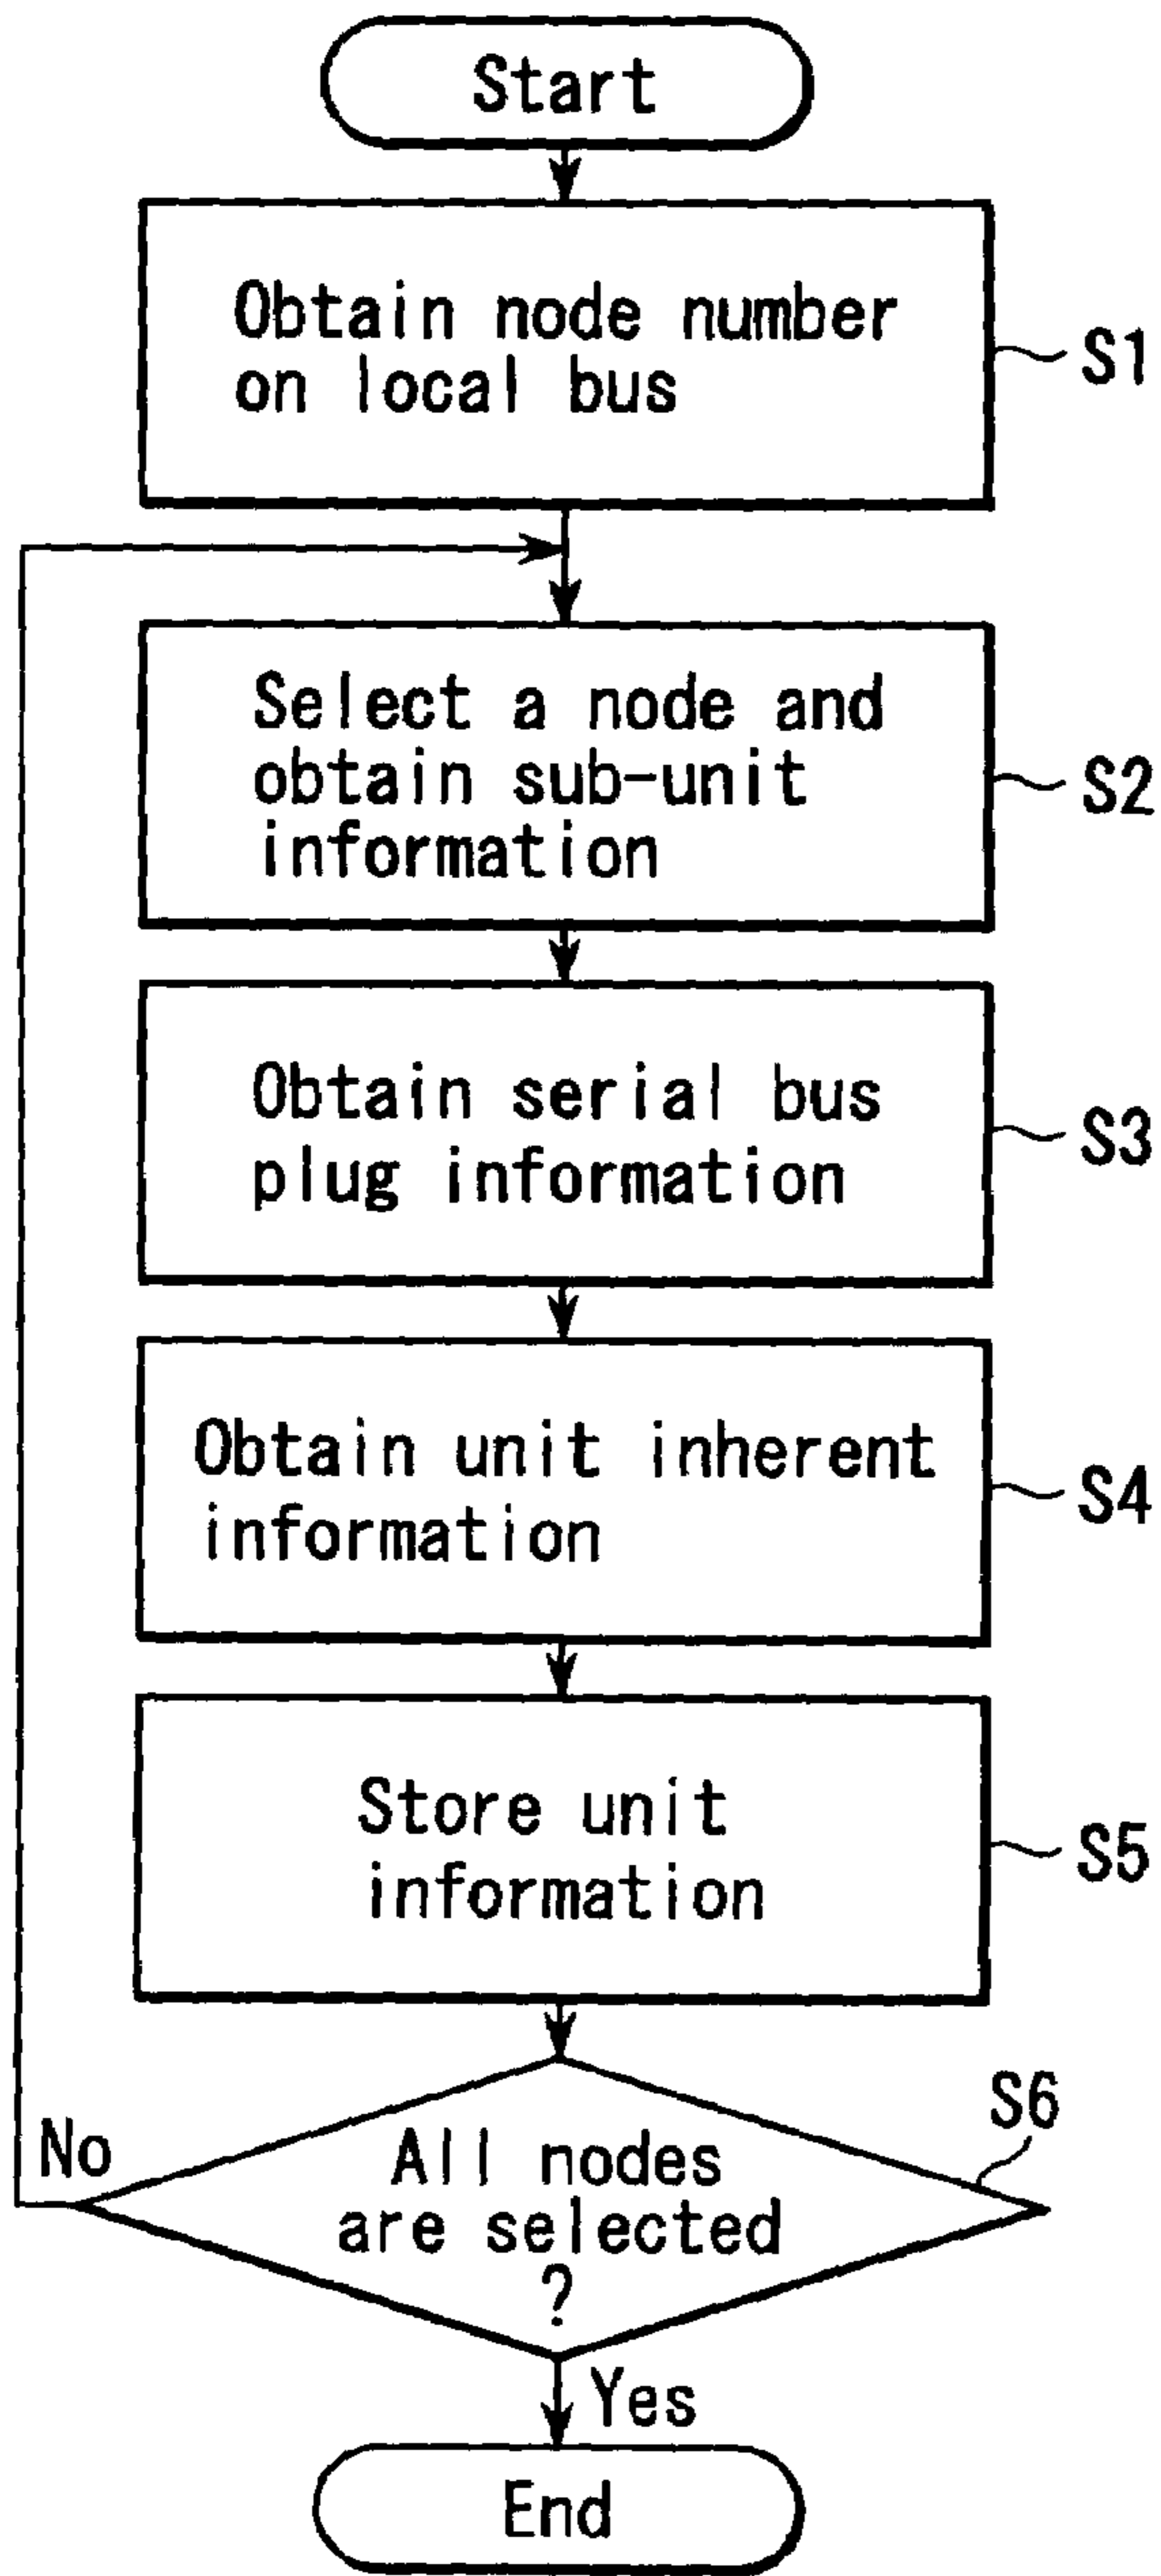 Start
Obtain node number
on local bus
S1
Select a node and
obtain sub-unit
information
S2
Obtain serial bus
plug information
S3
Obtain unit inherent
information
S4
Store unit
information
S5
S6
No
All nodes
are selected
?
Yes
End